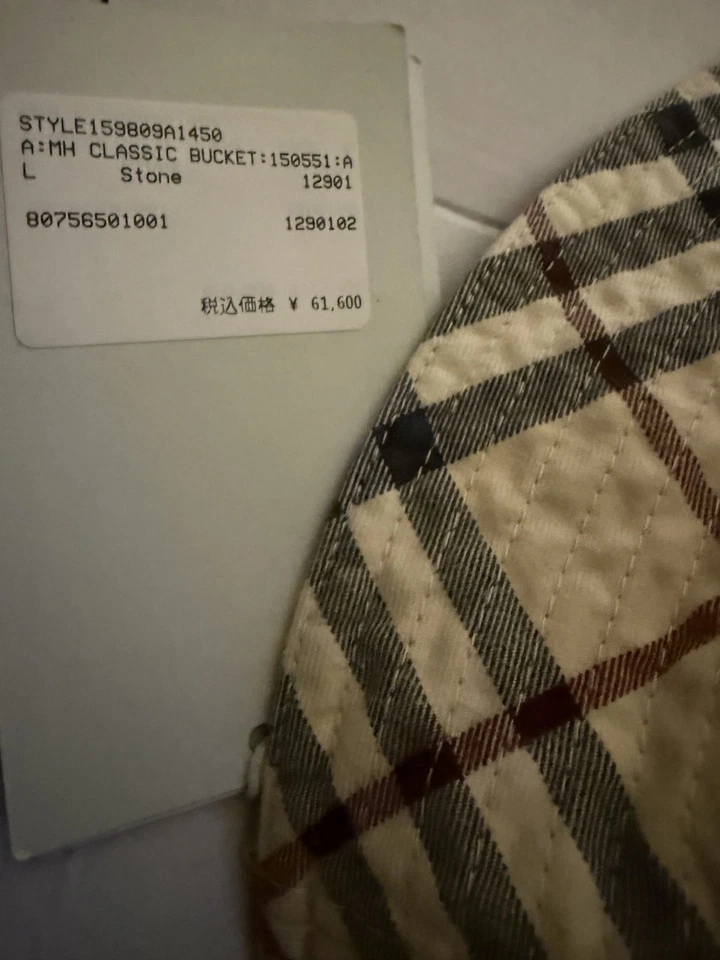 STYLE159809A1450
A:MH CLASSIC BUCKET:150551:A
L Stone 12901
80756501001 1290102
税込価格 ¥ 61,600